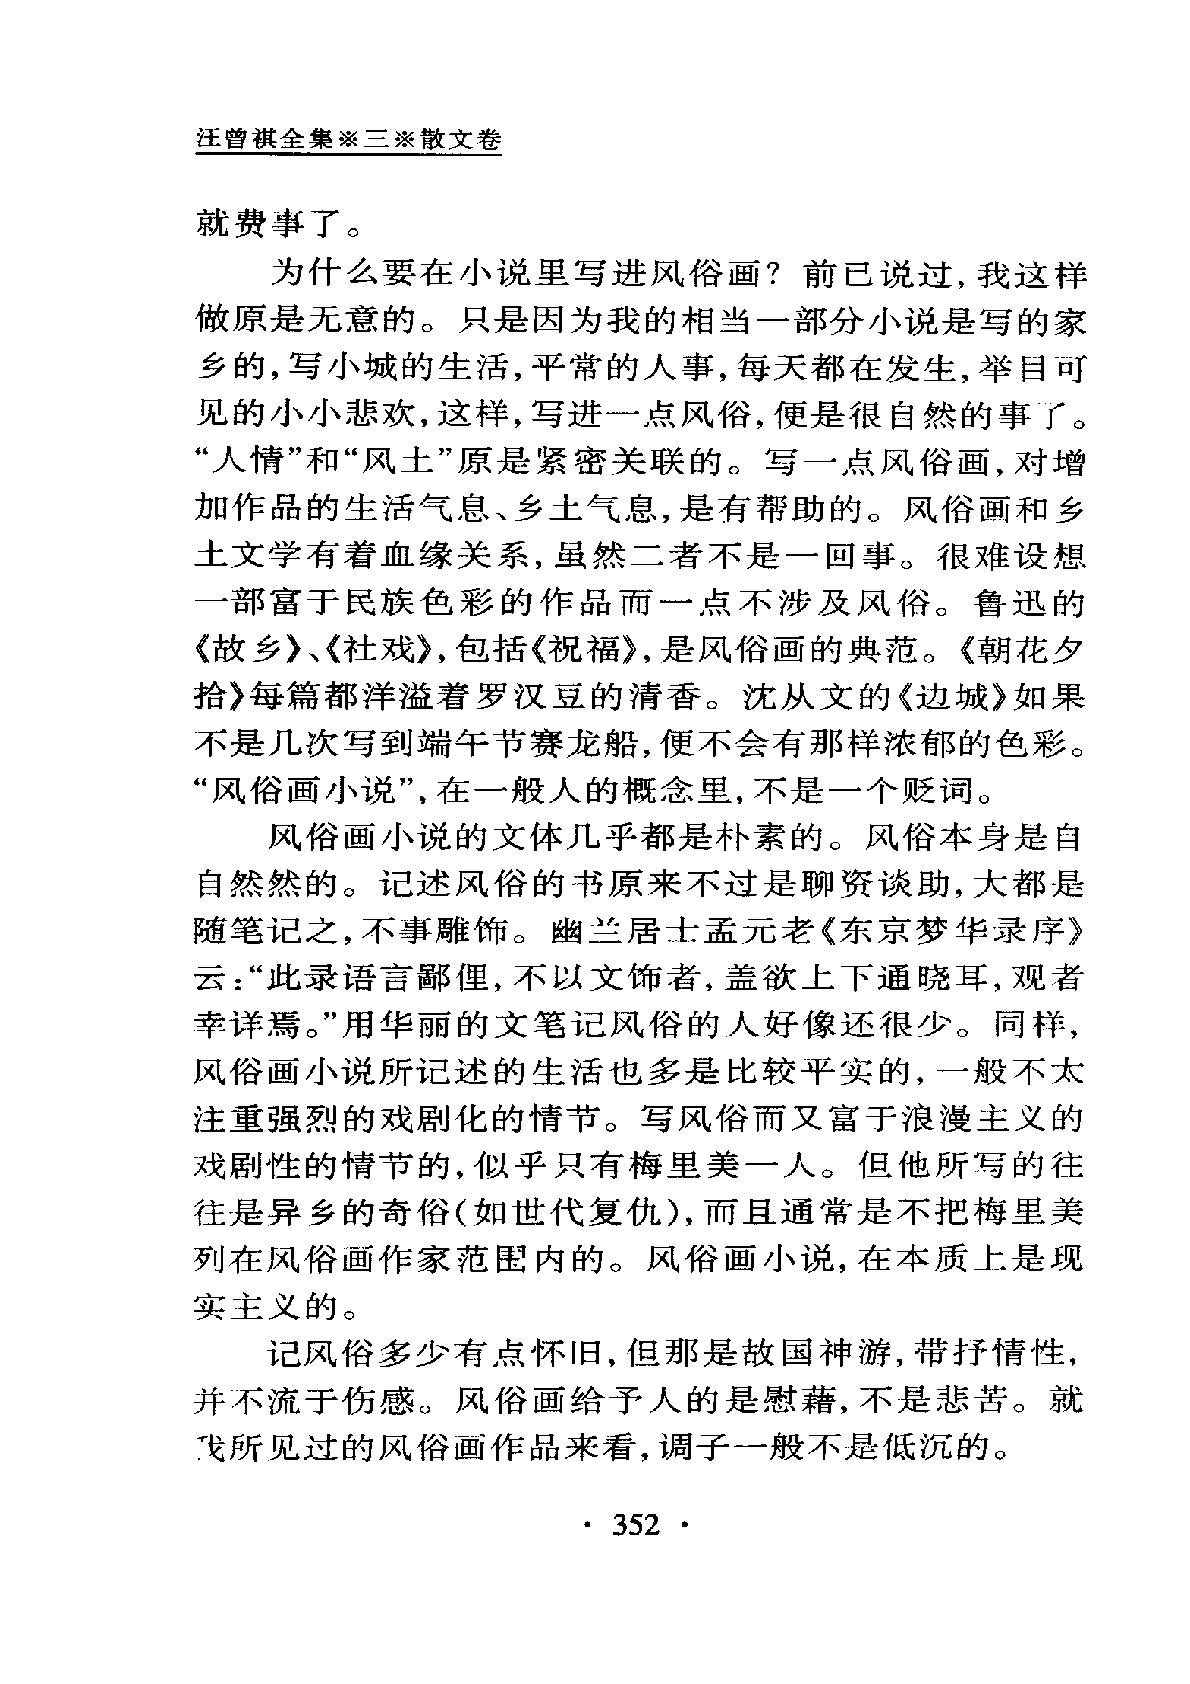 汪曾祺全集※三※散文卷
就费事了。
为什么要在小说里写进风俗画？前已说过，我这样
做原是无意的。只是因为我的相当一部分小说是写的家
乡的，写小城的生活，平常的人事，每天都在发生，举目可
见的小小悲欢，这样，写进一点风俗，便是很自然的事了。
“人情”和“风土”原是紧密关联的。写一点风俗画，对增
加作品的生活气息、乡土气息，是有帮助的。风俗画和乡
土文学有着血缘关系，虽然二者不是一回事。很难设想
一部富于民族色彩的作品而一点不涉及风俗。鲁迅的
《故乡》、《社戏》，包括《祝福》，是风俗画的典范。《朝花夕
拾》每篇都洋溢着罗汉豆的清香。沈从文的《边城》如果
不是几次写到端午节赛龙船，便不会有那样浓郁的色彩。
“风俗画小说”，在一般人的概念里，不是一个贬词。
风俗画小说的文体几乎都是朴素的。风俗本身是自
自然然的。记述风俗的书原来不过是聊资谈助，大都是
随笔记之，不事雕饰。幽兰居士孟元老《东京梦华录序》
云：“此录语言鄙俚，不以文饰者，盖欲上下通晓耳，观者
幸详焉。”用华丽的文笔记风俗的人好像还很少。同样，
风俗画小说所记述的生活也多是比较平实的，一般不太
注重强烈的戏剧化的情节。写风俗而又富于浪漫主义的
戏剧性的情节的，似乎只有梅里美一人。但他所写的往
往是异乡的奇俗（如世代复仇），而且通常是不把梅里美
列在风俗画作家范围内的。风俗画小说，在本质上是现
实主义的。
记风俗多少有点怀旧，但那是故国神游，带抒情性，
并不流于伤感。风俗画给予人的是慰藉，不是悲苦。就
我所见过的风俗画作品来看，调子一般不是低沉的。
· 352 ·